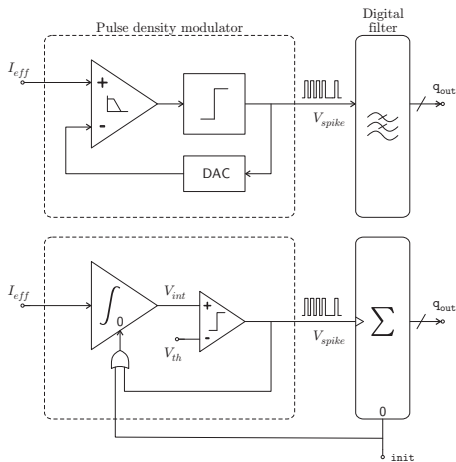 Digital
filter
Pulse density modulator
I_eff
+
-
DAC
V_spike
q_out
I_eff
∫
0
V_int
+
-
V_th
V_spike
Σ
0
q_out
init